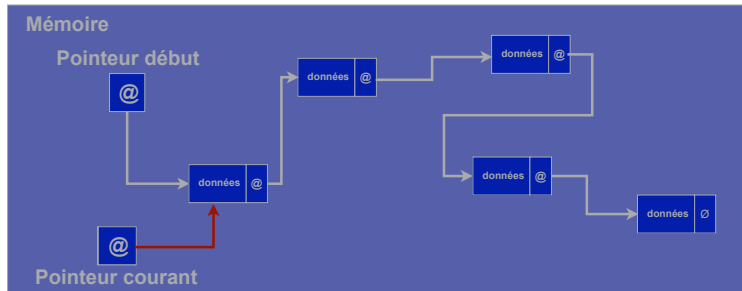 Mémoire
Pointeur début
@
données @
données @
données @
données @
données Ø
@
Pointeur courant